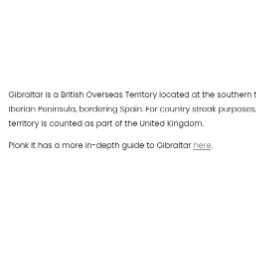 Gibraltar is a British Overseas Territory located at the southern t
Iberian Peninsula, bordering Spain. For country streak purposes,
territory is counted as part of the United Kingdom.
Plonk It has a more in-depth guide to Gibraltar here.